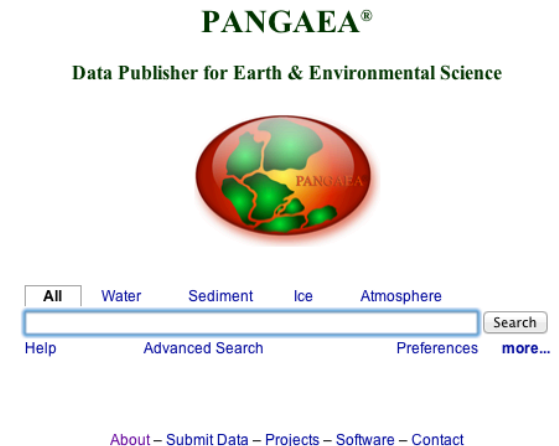 PANGAEA®
Data Publisher for Earth & Environmental Science
PANGAEA
All Water Sediment Ice Atmosphere
Search
Help Advanced Search Preferences more...
About – Submit Data – Projects – Software – Contact